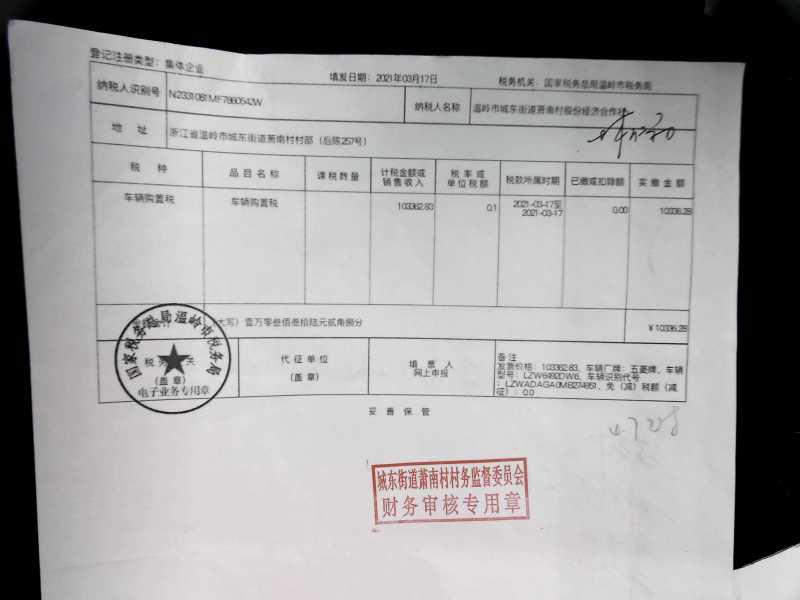 登记注册类型：集体企业
填发日期：2021年03月17日
税务机关：国家税务总局温岭市税务局
纳税人识别号 N2331081MF7860542W 纳税人名称 温岭市城东街道萧南村股份经济合作社
地 址 浙江省温岭市城东街道萧南村村部（后陈257号）
税 种 品目名称 课税数量 计税金额或销售收入 税率或单位税额 税款所属时期 已缴或扣除额 实缴金额
车辆购置税 车辆购置税 103362.83 0.1 2021-03-17至2021-03-17 0.00 10336.28
大写）壹万零叁佰叁拾陆元贰角捌分 ￥10336.28
国家税务总局温岭市税务局
税务 关
（盖章）
电子业务专用章
代征单位
（盖章）
填票人
网上申报
备注
发票价格：103362.83，车辆厂牌：五菱牌、车辆
型号：LZW6492DW6、车辆识别代号
：LZWADAGA0MB274951、免（减）税额（减
征）：0.0
妥善保管
城东街道萧南村村务监督委员会
财务审核专用章